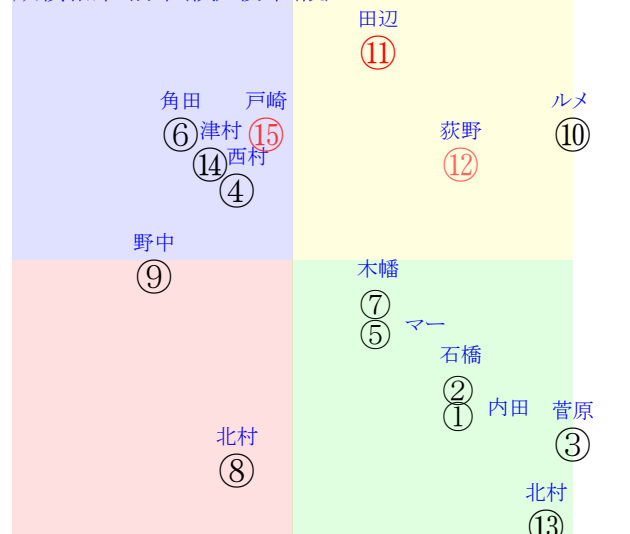 田辺
⑪
角田 戸崎 ルメ
⑥ 津村 ⑮ 荻野 ⑩
⑭ 西村 ⑫
④
野中
⑨ 木幡
⑦
⑤ マー
石橋
②
① 内田 菅原
北村 ③
⑧
北村
⑬